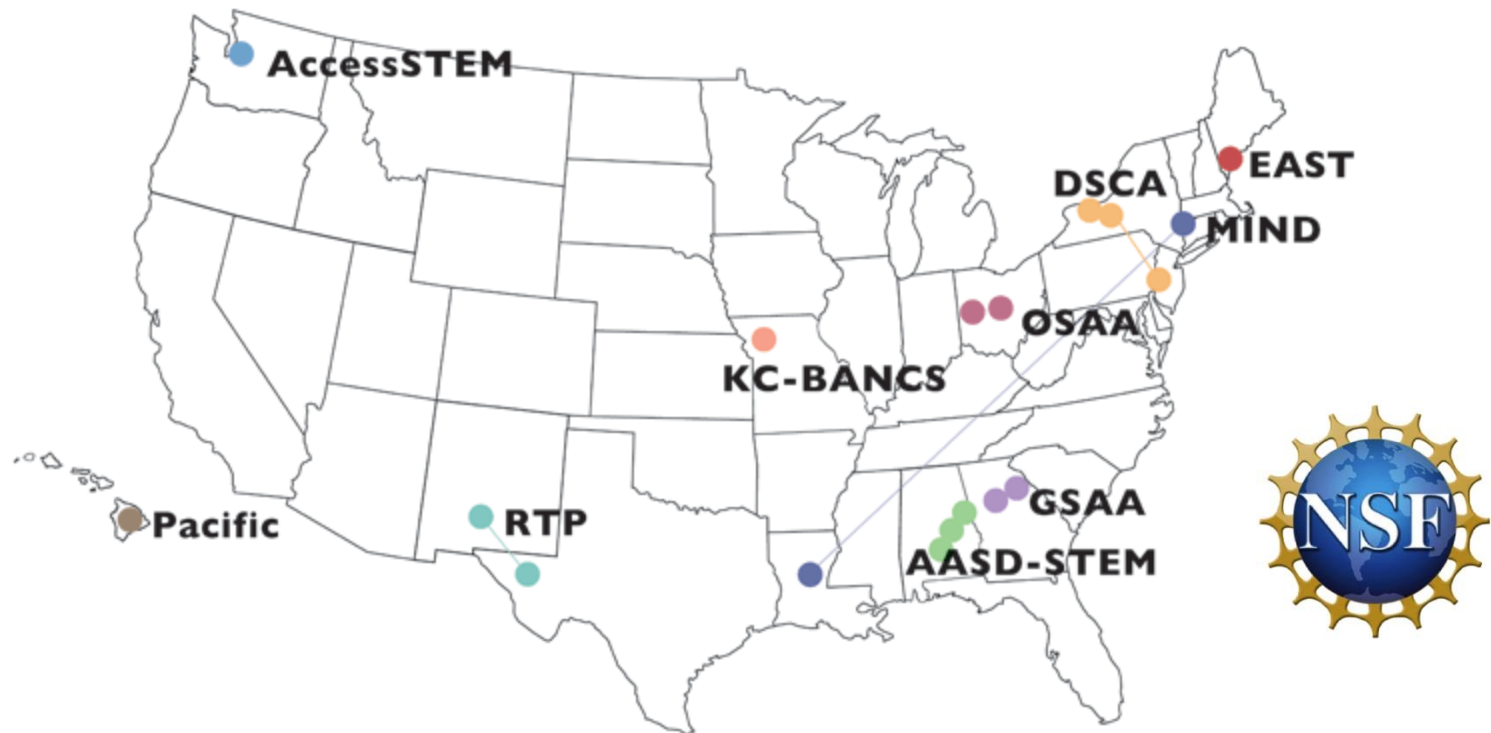 AccessSTEM
EAST
DSCA
MIND
OSAA
KC-BANCS
GSAA
RTP
Pacific
AASD-STEM
NSF